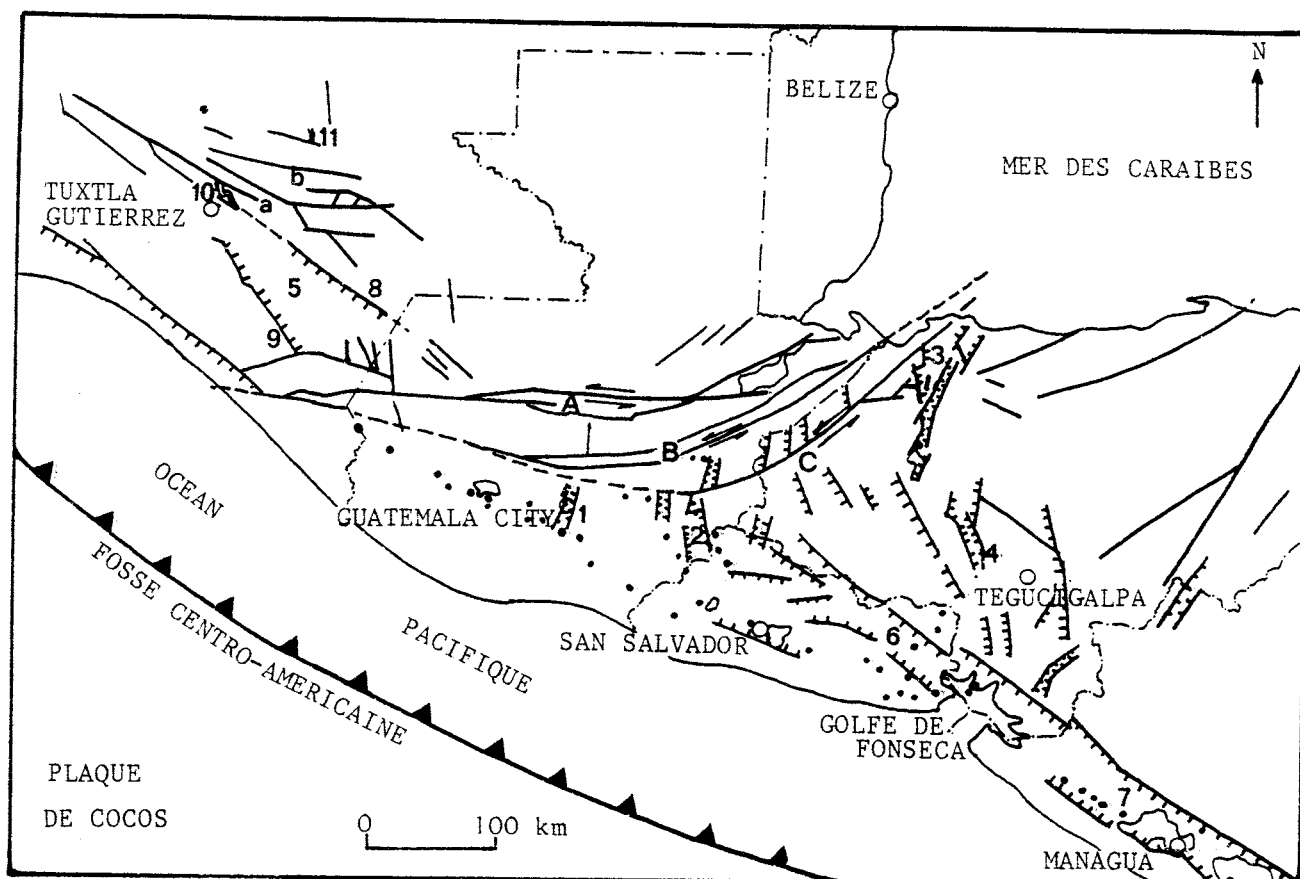 N
BELIZE
MER DES CARAIBES
11
b
TUXTLA
GUTIERREZ
10
a
5
8
9
3
A
B
C
OCEAN
GUATEMALA CITY
1
2
4
TEGUCIGALPA
FOSSE CENTRO-AMERICAINE
PACIFIQUE
SAN SALVADOR
6
GOLFE DE
FONSECA
PLAQUE
DE COCOS
0 100 km
7
MANAGUA